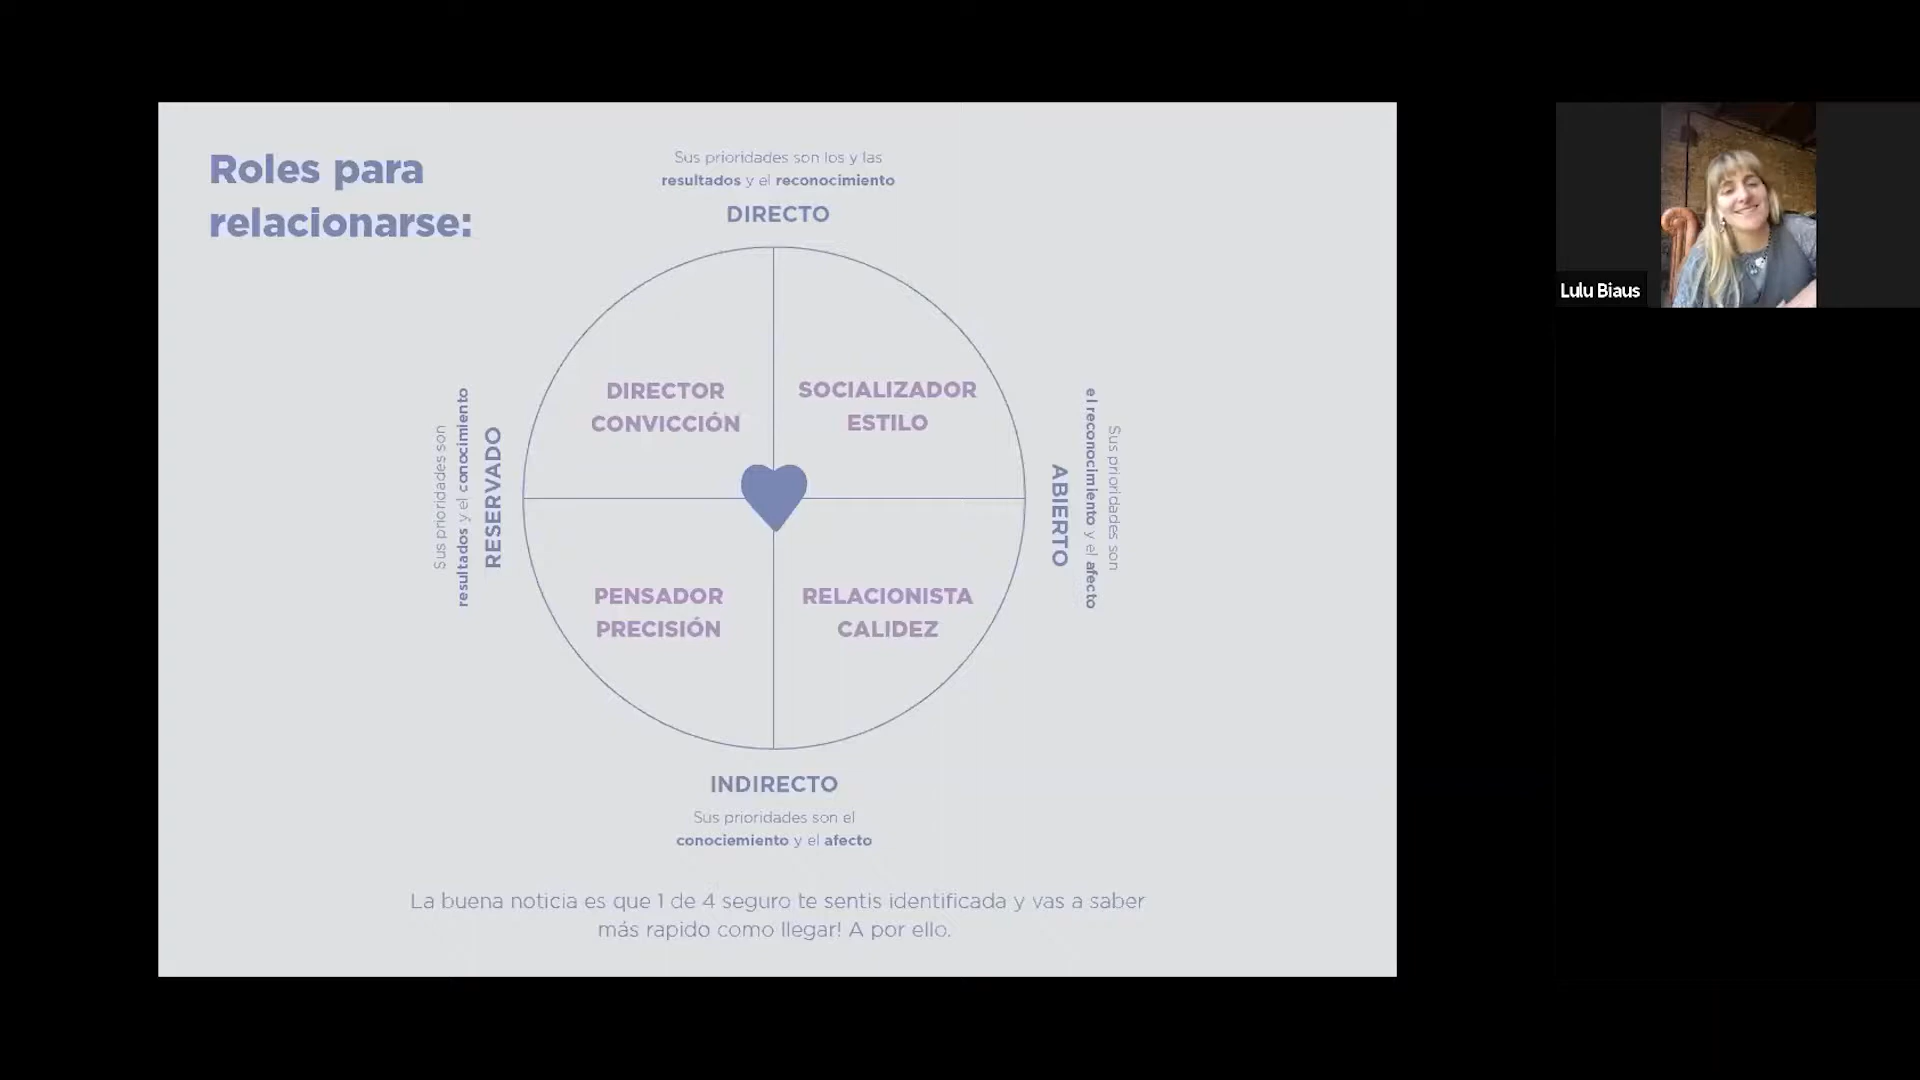 Roles para
relacionarse:
Sus prioridades son los y las
resultados y el reconocimiento
DIRECTO
DIRECTOR
CONVICCIÓN
SOCIALIZADOR
ESTILO
Sus prioridades son
resultados y el conocimiento
RESERVADO
ABIERTO
Sus prioridades son
el reconocimiento y el afecto
PENSADOR
PRECISIÓN
RELACIONISTA
CALIDEZ
INDIRECTO
Sus prioridades son el
conociemiento y el afecto
La buena noticia es que 1 de 4 seguro te sentis identificada y vas a saber
más rapido como llegar! A por ello.
Lulu Biaus